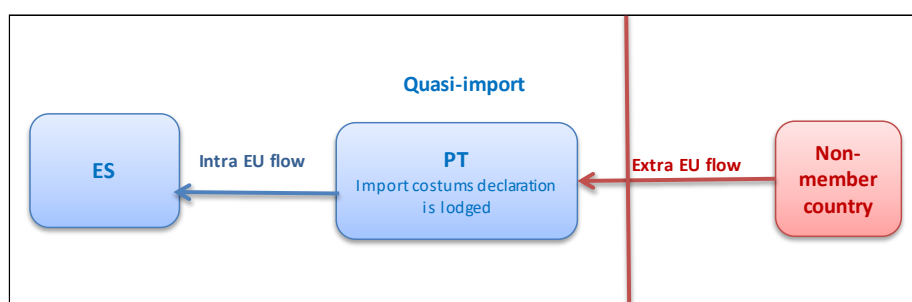 Quasi-import
ES
Intra EU flow
PT
Import costums declaration
is lodged
Extra EU flow
Non-
member
country